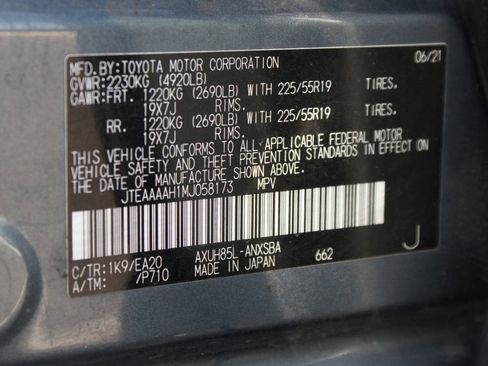 MFD.BY:TOYOTA MOTOR CORPORATION 06/21
GVWR:2230KG (4920LB)
GAWR:FRT. 1220KG (2690LB) WITH 225/55R19 TIRES.
19X7J RIMS.
RR. 1220KG (2690LB) WITH 225/55R19 TIRES.
19X7J RIMS.
THIS VEHICLE CONFORMS TO ALL APPLICABLE FEDERAL MOTOR
VEHICLE SAFETY AND THEFT PREVENTION STANDARDS IN EFFECT ON
THE DATE OF MANUFACTURE SHOWN ABOVE.
JTEAAAAH1MJ058173 MPV
C/TR:1K9/EA20 AXUH85L-ANXSBA
A/TM: /P710 MADE IN JAPAN 662 J